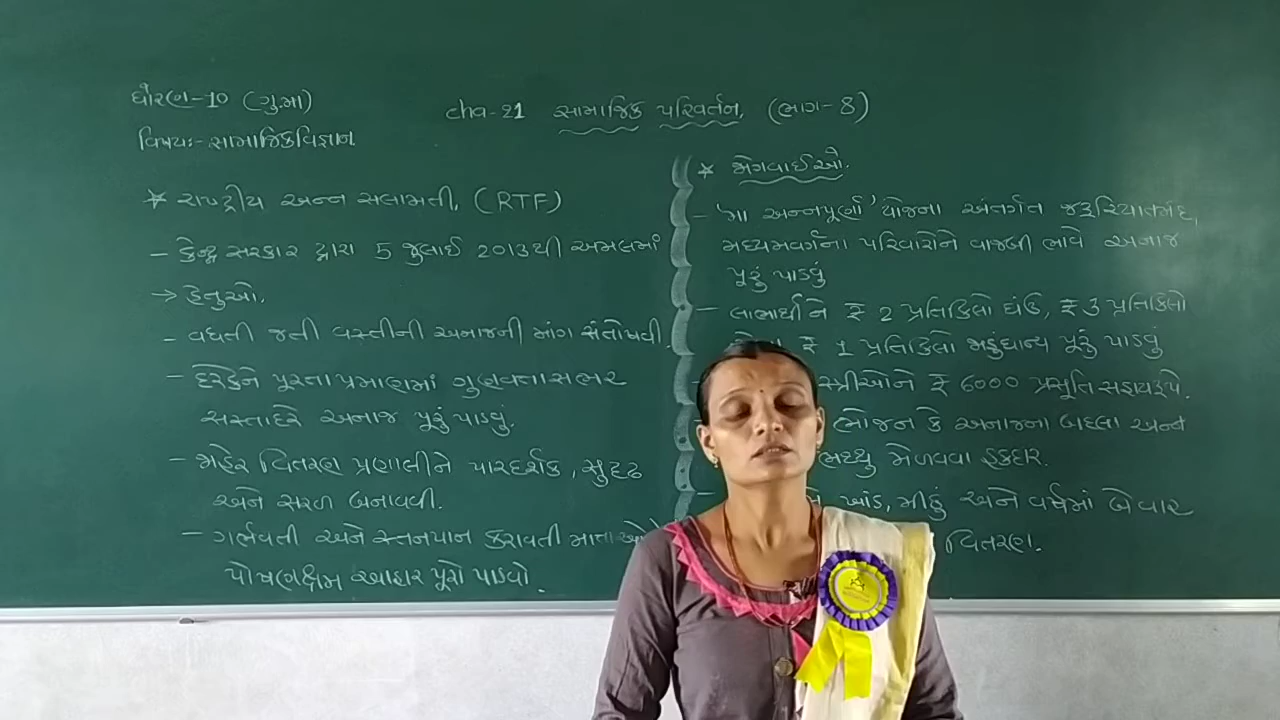 ધોરણ-10 (ગુ.મા)
cha-21 સામાજિક પરિવર્તન. (ભાગ-8)
વિષય:- સામાજિકવિજ્ઞાન
* રાષ્ટ્રીય અન્ન સલામતી. (RTF)
- કેન્દ્ર સરકાર દ્વારા 5 જુલાઈ 2013થી અમલમાં
→ હેતુઓ.
- વધતી જતી વસ્તીની અનાજની માંગ સંતોષવી.
- દરેકને પૂરતા પ્રમાણમાં ગુણવત્તાસભર
સસ્તાદરે અનાજ પૂરું પાડવું.
- જાહેર વિતરણ પ્રણાલીને પારદર્શક, સુદ્રઢ
અને સરળ બનાવવી.
- ગર્ભવતી અને સ્તનપાન કરાવતી માતાઓ
પોષણક્ષમ આહાર પૂરો પાડવો.
* જોગવાઈઓ.
- 'મા અન્નપૂર્ણા' યોજના અંતર્ગત જરૂરિયાતમંદ,
મધ્યમવર્ગના પરિવારોને વાજબી ભાવે અનાજ
પૂરું પાડવું
- લાભાર્થીને ₹ 2 પ્રતિકિલો ઘઉં, ₹ 3 પ્રતિકિલો
₹ 1 પ્રતિકિલો જાડુંધાન્ય પૂરું પાડવું
સ્ત્રીઓને ₹ 6000 પ્રસૂતિ સહાયરૂપે.
ભોજન કે અનાજના બદલા અન્ન
ભથ્થુ મેળવવા હકદાર.
ખાંડ, મીઠું અને વર્ષમાં બેવાર
વિતરણ.